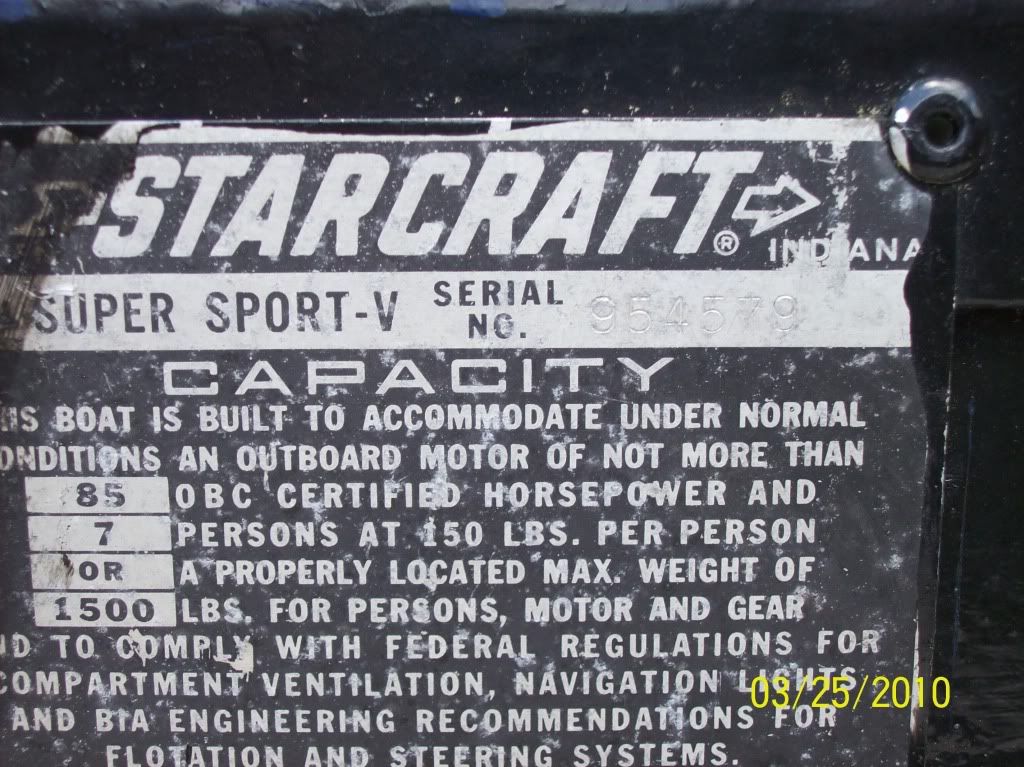 STARCRAFT®
INDIANA
SUPER SPORT-V SERIAL NO. 954579
CAPACITY
IS BOAT IS BUILT TO ACCOMMODATE UNDER NORMAL
ONDITIONS AN OUTBOARD MOTOR OF NOT MORE THAN
85 OBC CERTIFIED HORSEPOWER AND
7 PERSONS AT 150 LBS. PER PERSON
OR A PROPERLY LOCATED MAX. WEIGHT OF
1500 LBS. FOR PERSONS, MOTOR AND GEAR
D TO COMPLY WITH FEDERAL REGULATIONS FOR
COMPARTMENT VENTILATION, NAVIGATION LIGHTS
AND BIA ENGINEERING RECOMMENDATIONS FOR
FLOTATION AND STEERING SYSTEMS.
03/25/2010